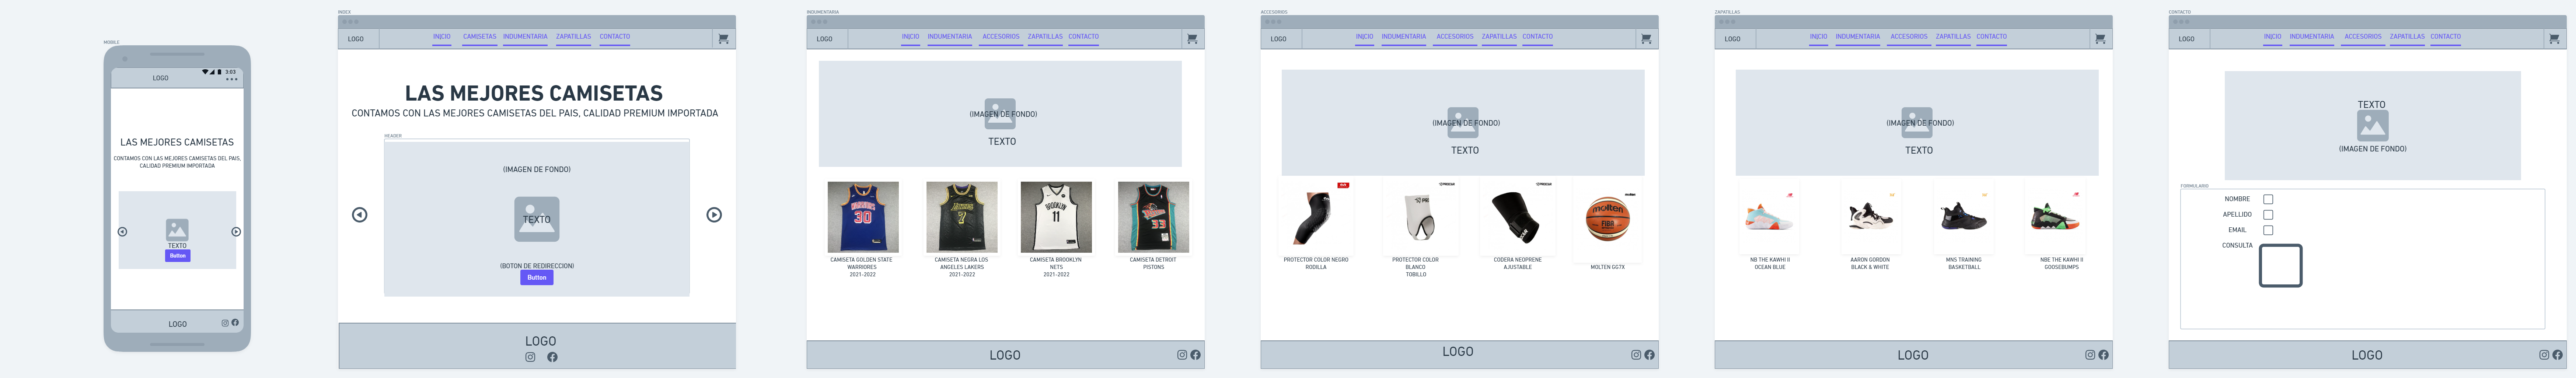 MOBILE
3:03
LOGO
LAS MEJORES CAMISETAS
CONTAMOS CON LAS MEJORES CAMISETAS DEL PAIS,
CALIDAD PREMIUM IMPORTADA
TEXTO
Button
LOGO
INDEX
LOGO
INICIO
CAMISETAS
INDUMENTARIA
ZAPATILLAS
CONTACTO
LAS MEJORES CAMISETAS
CONTAMOS CON LAS MEJORES CAMISETAS DEL PAIS, CALIDAD PREMIUM IMPORTADA
HEADER
(IMAGEN DE FONDO)
TEXTO
(BOTON DE REDIRECCION)
Button
LOGO
INDUMENTARIA
LOGO
INICIO
INDUMENTARIA
ACCESORIOS
ZAPATILLAS
CONTACTO
(IMAGEN DE FONDO)
TEXTO
30
7
BROOKLYN
11
33
CAMISETA GOLDEN STATE
WARRIORES
2021-2022
CAMISETA NEGRA LOS
ANGELES LAKERS
2021-2022
CAMISETA BROOKLYN
NETS
2021-2022
CAMISETA DETROIT
PISTONS
LOGO
ACCESORIOS
LOGO
INICIO
INDUMENTARIA
ACCESORIOS
ZAPATILLAS
CONTACTO
(IMAGEN DE FONDO)
TEXTO
molten
PROTECTOR COLOR NEGRO
RODILLA
PROTECTOR COLOR
BLANCO
TOBILLO
CODERA NEOPRENE
AJUSTABLE
MOLTEN GG7X
LOGO
ZAPATILLAS
LOGO
INICIO
INDUMENTARIA
ACCESORIOS
ZAPATILLAS
CONTACTO
(IMAGEN DE FONDO)
TEXTO
NB THE KAWHI II
OCEAN BLUE
AARON GORDON
BLACK & WHITE
MNS TRAINING
BASKETBALL
NBE THE KAWHI II
GOOSEBUMPS
LOGO
CONTACTO
LOGO
INICIO
INDUMENTARIA
ACCESORIOS
ZAPATILLAS
CONTACTO
TEXTO
(IMAGEN DE FONDO)
FORMULARIO
NOMBRE
APELLIDO
EMAIL
CONSULTA
LOGO